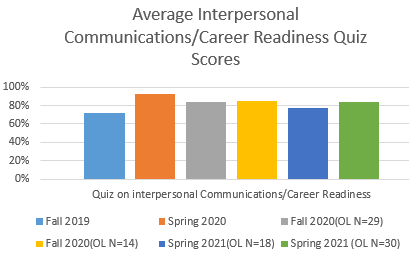 Average Interpersonal
Communications/Career Readiness Quiz
Scores
100%
80%
60%
40%
20%
0%
Quiz on interpersonal Communications/Career Readiness
Fall 2019
Spring 2020
Fall 2020(OL N=29)
Fall 2020(OL N=14)
Spring 2021(OL N=18)
Spring 2021 (OL N=30)